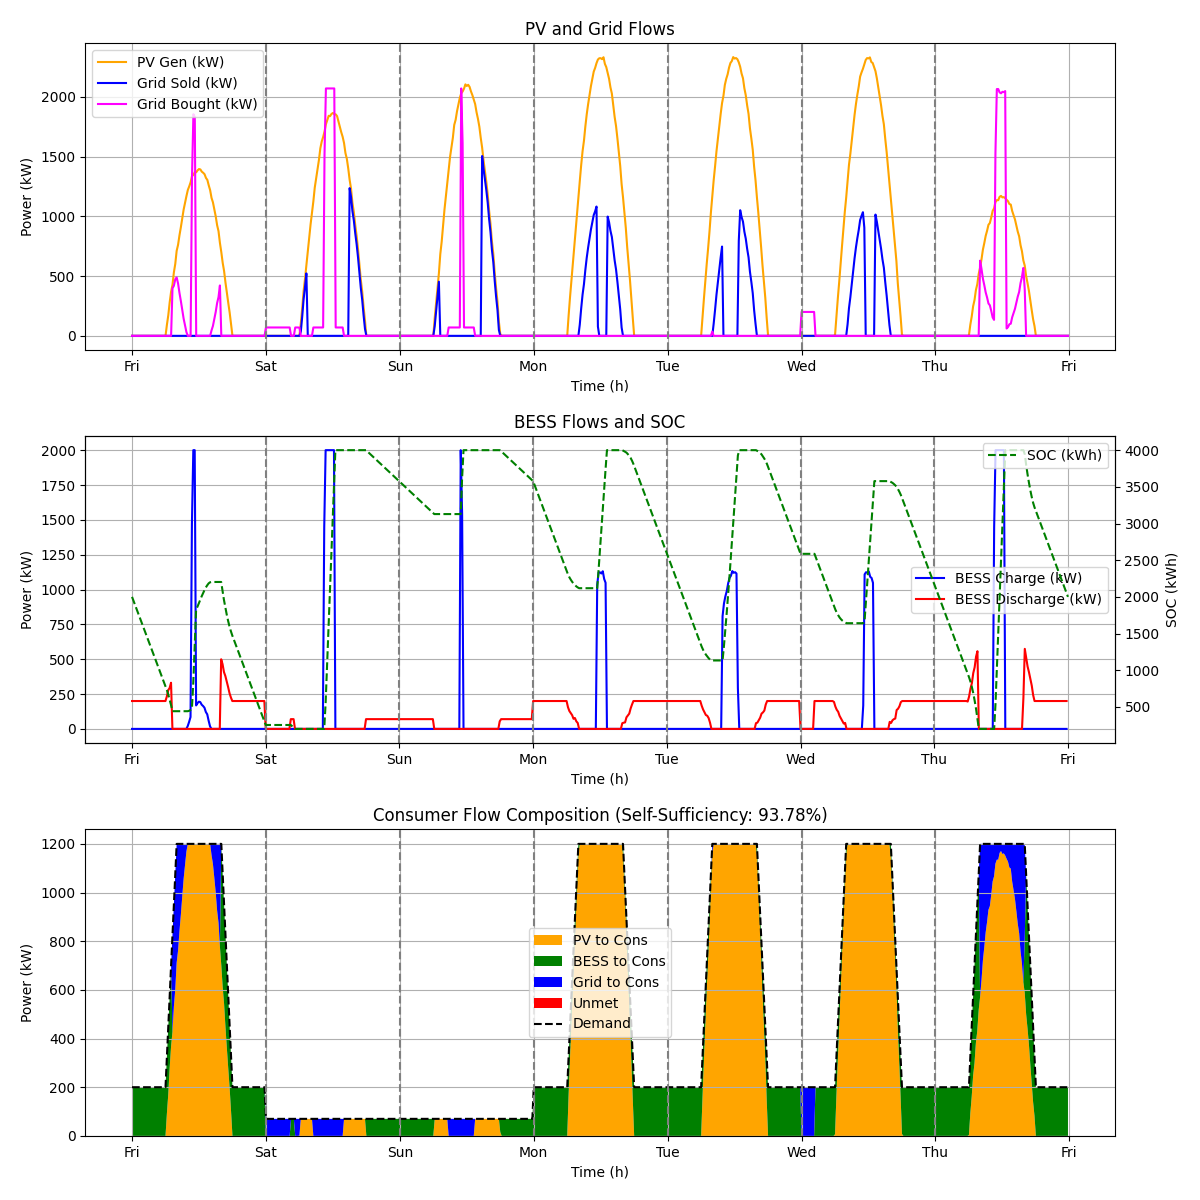 PV and Grid Flows
PV Gen (kW)
Grid Sold (kW)
Grid Bought (kW)
2000
1500
1000
500
0
Power (kW)
Fri Sat Sun Mon Tue Wed Thu Fri
Time (h)
BESS Flows and SOC
2000
1750
1500
1250
1000
750
500
250
0
Power (kW)
SOC (kWh)
BESS Charge (kW)
BESS Discharge (kW)
4000
3500
3000
2500
2000
1500
1000
500
SOC (kWh)
Fri Sat Sun Mon Tue Wed Thu Fri
Time (h)
Consumer Flow Composition (Self-Sufficiency: 93.78%)
1200
1000
800
600
400
200
0
Power (kW)
PV to Cons
BESS to Cons
Grid to Cons
Unmet
Demand
Fri Sat Sun Mon Tue Wed Thu Fri
Time (h)